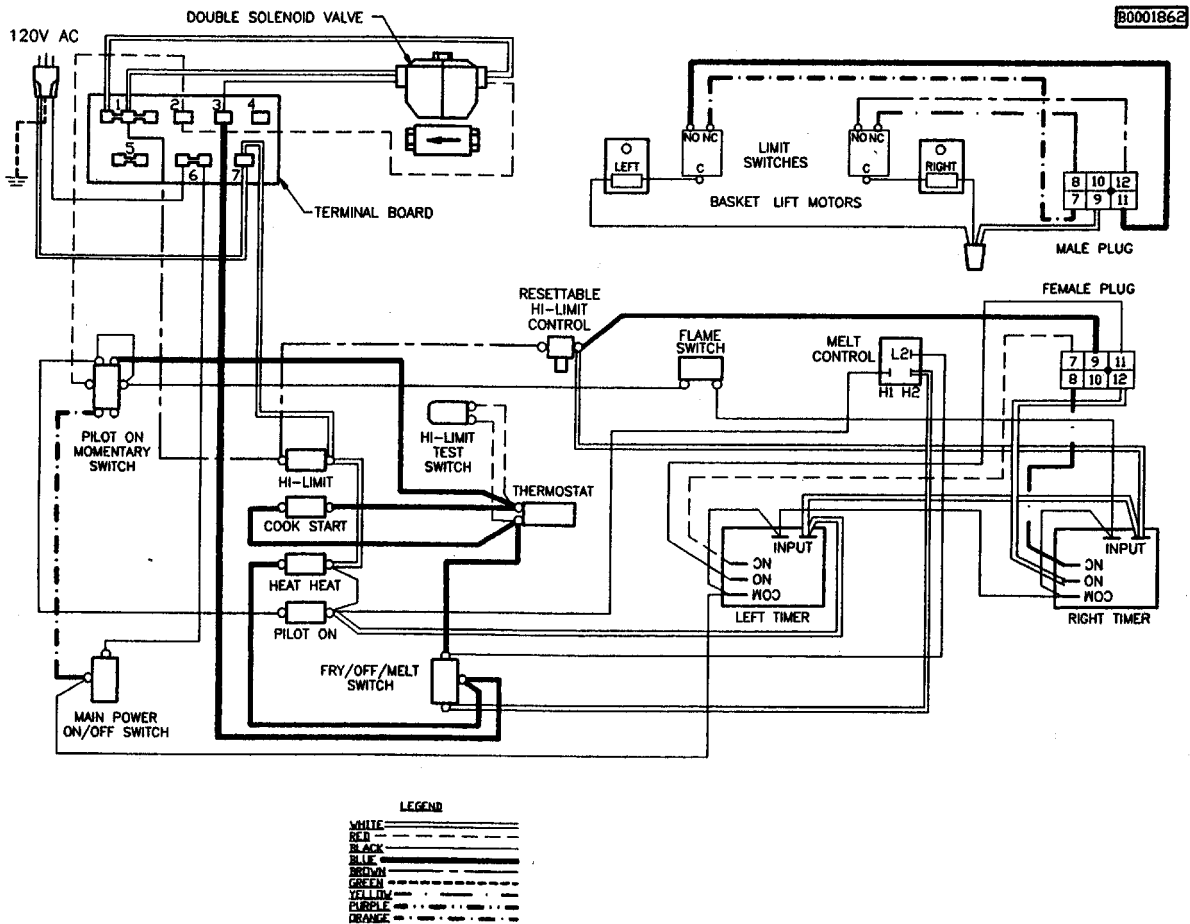 B0001862
DOUBLE SOLENOID VALVE
120V AC
1
2
3
4
5
6
7
TERMINAL BOARD
NO NC
NO NC
LEFT
C
LIMIT
SWITCHES
C
RIGHT
BASKET LIFT MOTORS
8 10 12
7 9 11
MALE PLUG
FEMALE PLUG
RESETTABLE
HI-LIMIT
CONTROL
FLAME
SWITCH
MELT
CONTROL
L2
H1 H2
7 9 11
8 10 12
PILOT ON
MOMENTARY
SWITCH
HI-LIMIT
TEST
SWITCH
HI-LIMIT
THERMOSTAT
COOK START
HEAT HEAT
PILOT ON
INPUT
NC
NO
COM
LEFT TIMER
INPUT
NC
NO
COM
RIGHT TIMER
FRY/OFF/MELT
SWITCH
MAIN POWER
ON/OFF SWITCH
LEGEND
WHITE
RED
BLACK
BLUE
BROWN
GREEN
YELLOW
PURPLE
ORANGE